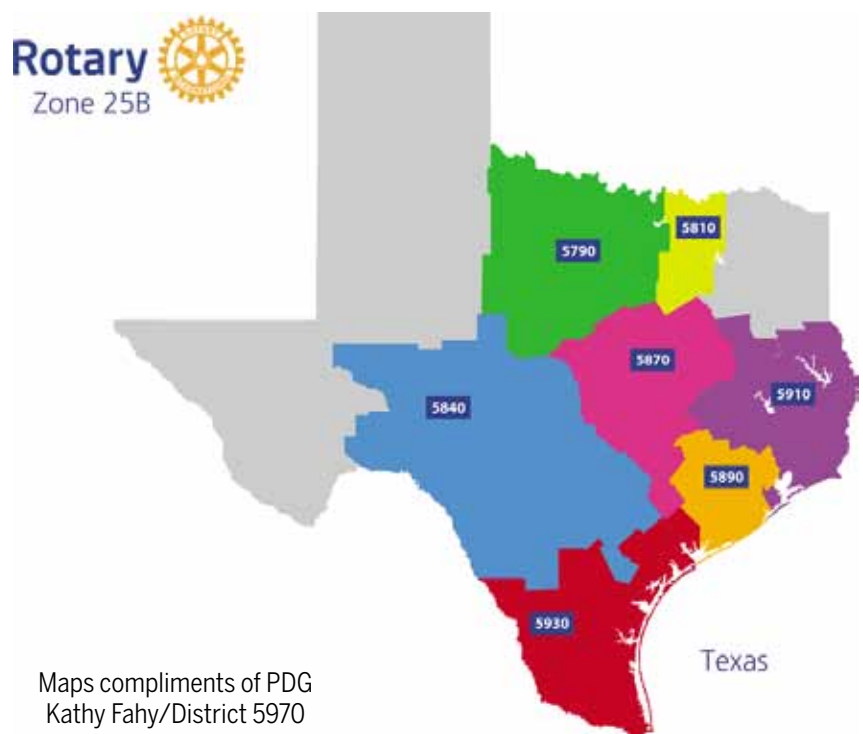 Rotary
Zone 25B
5810
5790
5870
5910
5840
5890
5930
Texas
Maps compliments of PDG
Kathy Fahy/District 5970